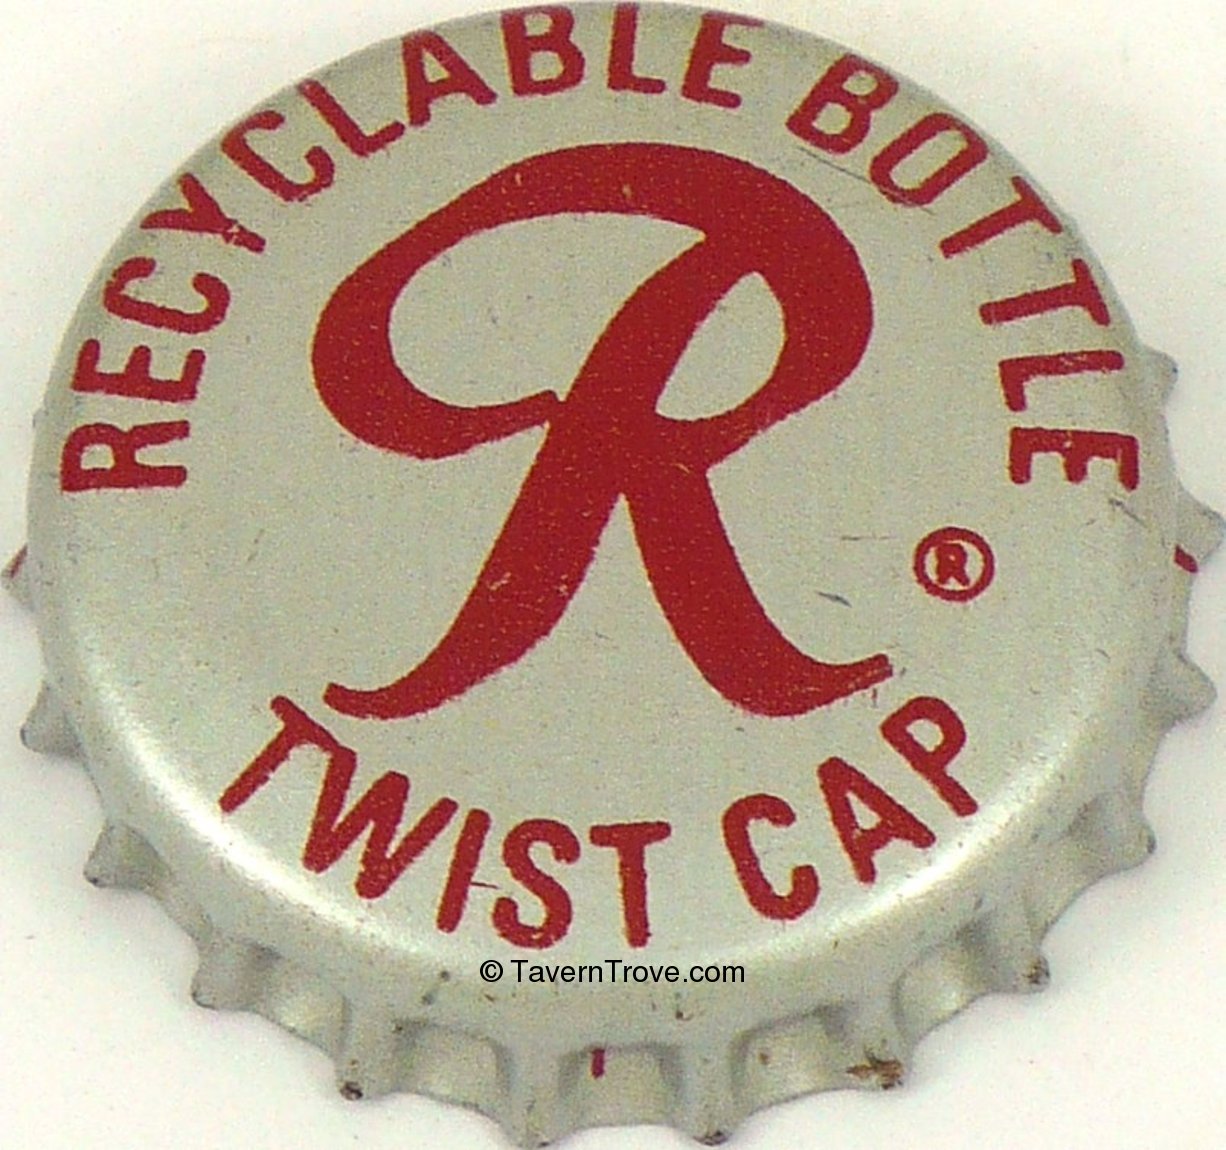 RECYCLABLE BOTTLE
R
®
TWIST CAP
© TavernTrove.com